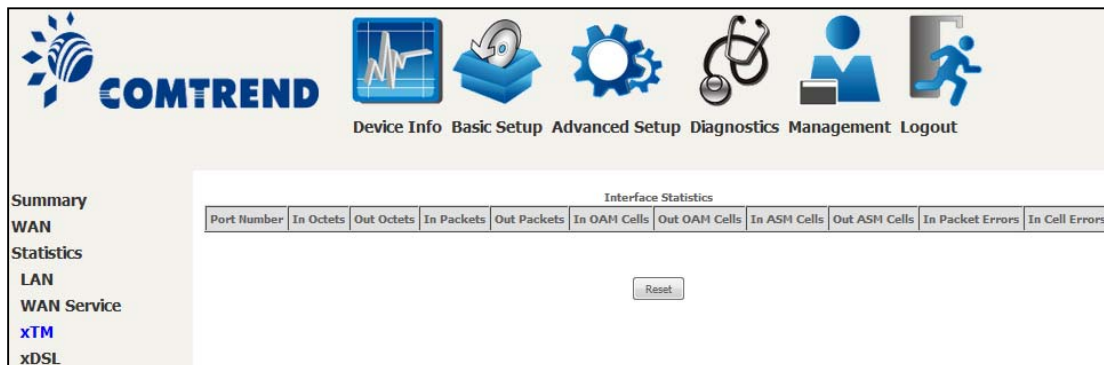 COMTREND
Device Info Basic Setup Advanced Setup Diagnostics Management Logout
Summary
WAN
Statistics
LAN
WAN Service
xTM
xDSL
Interface Statistics
Port Number In Octets Out Octets In Packets Out Packets In OAM Cells Out OAM Cells In ASM Cells Out ASM Cells In Packet Errors In Cell Errors
Reset